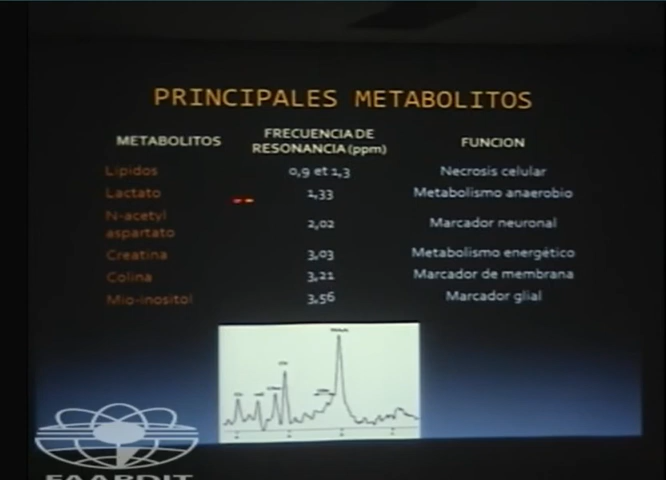 PRINCIPALES METABOLITOS
METABOLITOS FRECUENCIA DE RESONANCIA (ppm) FUNCION
Lípidos 0,9 et 1,3 Necrosis celular
Lactato 1,33 Metabolismo anaerobio
N-acetyl aspartato 2,02 Marcador neuronal
Creatina 3,03 Metabolismo energético
Colina 3,21 Marcador de membrana
Mio-inositol 3,56 Marcador glial
FAARDIT